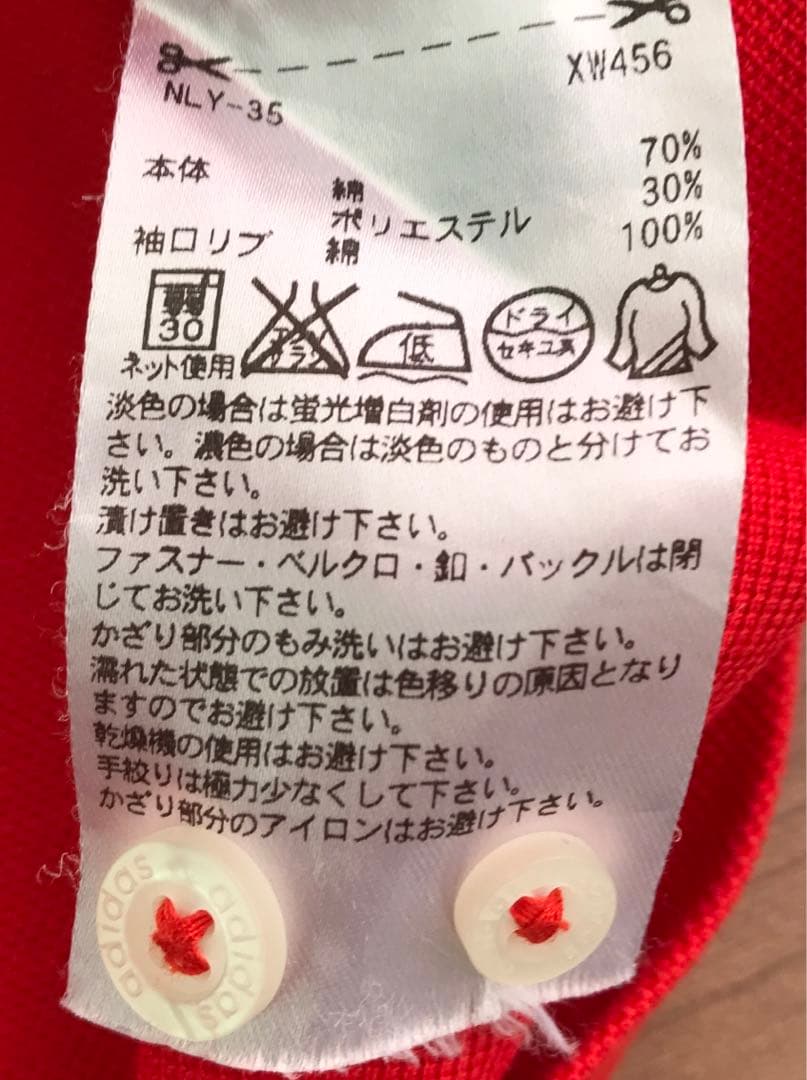 XW456
NLY-35
本体 綿 70%
ポリエステル 30%
袖口リブ 綿 100%
弱 30
エンソ サラシ
低
ドライ
セキユ系
ネット使用
淡色の場合は蛍光増白剤の使用はお避け下
さい。濃色の場合は淡色のものと分けてお
洗い下さい。
漬け置きはお避け下さい。
ファスナー・ベルクロ・釦・バックルは閉
じてお洗い下さい。
かざり部分のもみ洗いはお避け下さい。
濡れた状態での放置は色移りの原因となり
ますのでお避け下さい。
乾燥機の使用はお避け下さい。
手絞りは極力少なくして下さい。
かざり部分のアイロンはお避け下さい。
adidas adidas